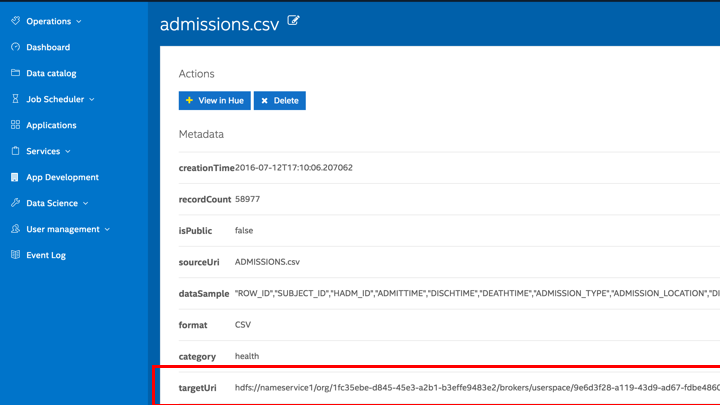 Operations
Dashboard
Data catalog
Job Scheduler
Applications
Services
App Development
Data Science
User management
Event Log
admissions.csv
Actions
View in Hue
Delete
Metadata
creationTime 2016-07-12T17:10:06.207062
recordCount 58977
isPublic false
sourceUri ADMISSIONS.csv
dataSample "ROW_ID","SUBJECT_ID","HADM_ID","ADMITTIME","DISCHTIME","DEATHTIME","ADMISSION_TYPE","ADMISSION_LOCATION","DI
format CSV
category health
targetUri hdfs://nameservice1/org/1fc35ebe-d845-45e3-a2b1-b3effe9483e2/brokers/userspace/9e6d3f28-a119-43d9-ad67-fdbe4860